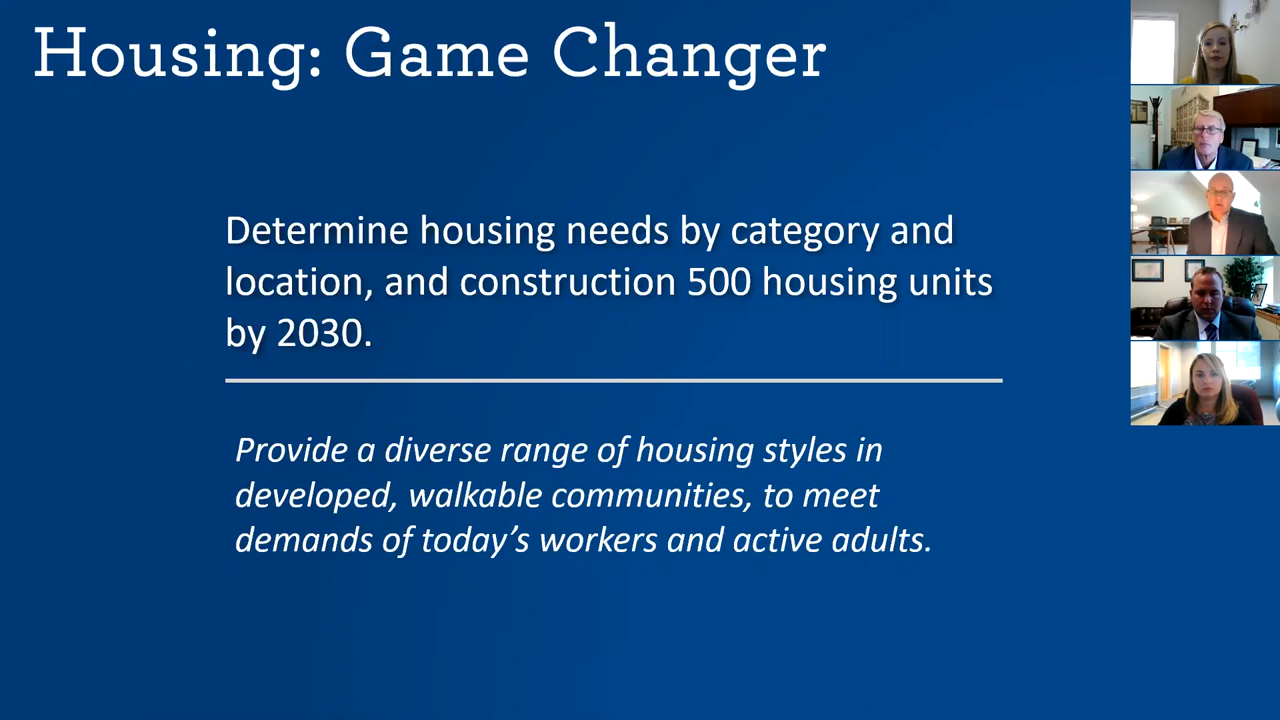 Housing: Game Changer
Determine housing needs by category and
location, and construction 500 housing units
by 2030.
Provide a diverse range of housing styles in
developed, walkable communities, to meet
demands of today’s workers and active adults.